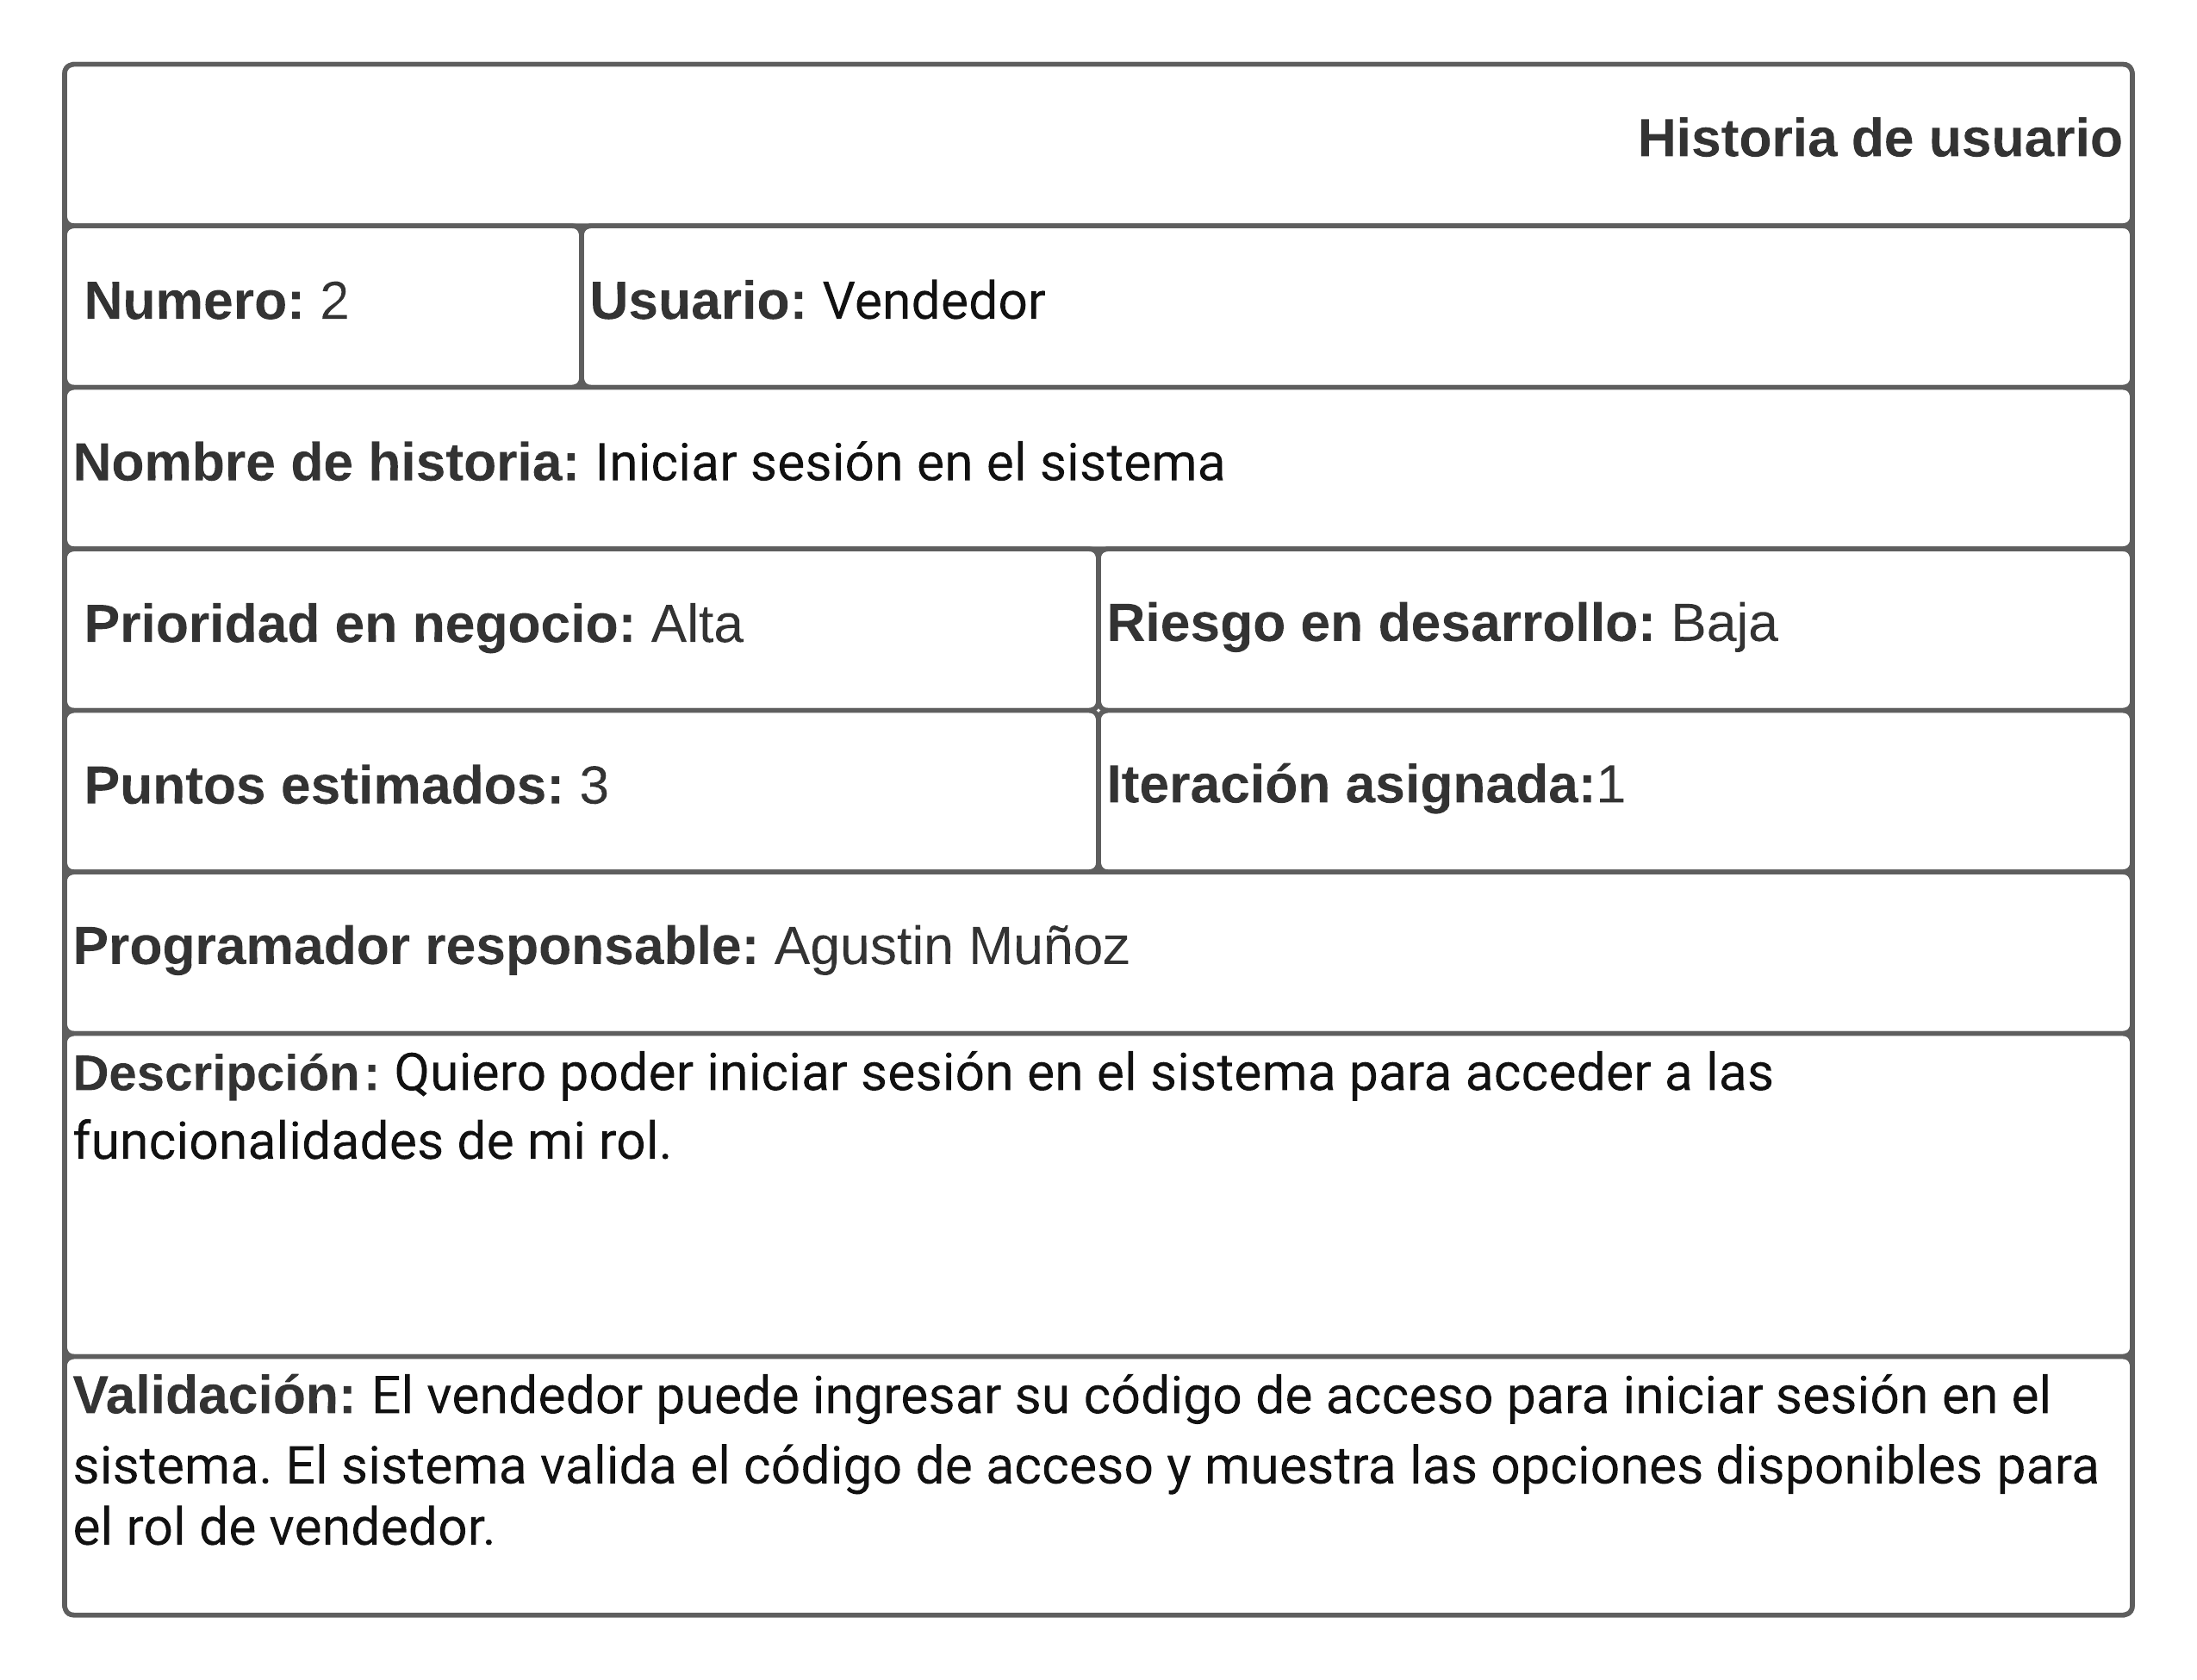 Historia de usuario
Numero: 2
Usuario: Vendedor
Nombre de historia: Iniciar sesión en el sistema
Prioridad en negocio: Alta
Riesgo en desarrollo: Baja
Puntos estimados: 3
Iteración asignada:1
Programador responsable: Agustin Muñoz
Descripción: Quiero poder iniciar sesión en el sistema para acceder a las
funcionalidades de mi rol.
Validación: El vendedor puede ingresar su código de acceso para iniciar sesión en el
sistema. El sistema valida el código de acceso y muestra las opciones disponibles para
el rol de vendedor.